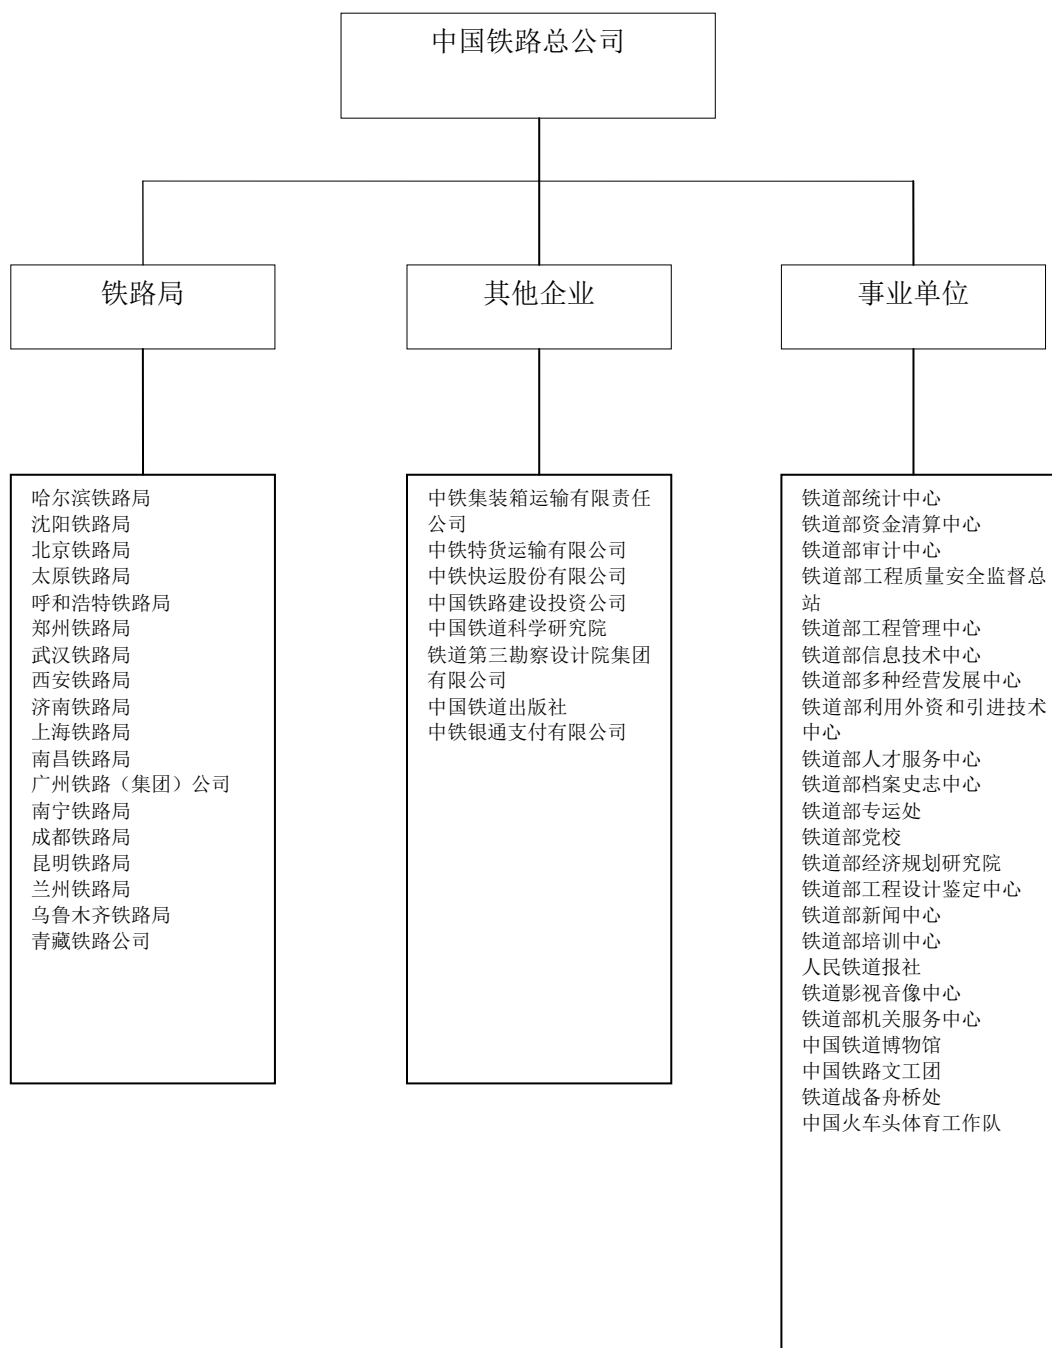 中国铁路总公司
铁路局
其他企业
事业单位
哈尔滨铁路局
沈阳铁路局
北京铁路局
太原铁路局
呼和浩特铁路局
郑州铁路局
武汉铁路局
西安铁路局
济南铁路局
上海铁路局
南昌铁路局
广州铁路（集团）公司
南宁铁路局
成都铁路局
昆明铁路局
兰州铁路局
乌鲁木齐铁路局
青藏铁路公司
中铁集装箱运输有限责任
公司
中铁特货运输有限公司
中铁快运股份有限公司
中国铁路建设投资公司
中国铁道科学研究院
铁道第三勘察设计院集团
有限公司
中国铁道出版社
中铁银通支付有限公司
铁道部统计中心
铁道部资金清算中心
铁道部审计中心
铁道部工程质量安全监督总
站
铁道部工程管理中心
铁道部信息技术中心
铁道部多种经营发展中心
铁道部利用外资和引进技术
中心
铁道部人才服务中心
铁道部档案史志中心
铁道部专运处
铁道部党校
铁道部经济规划研究院
铁道部工程设计鉴定中心
铁道部新闻中心
铁道部培训中心
人民铁道报社
铁道影视音像中心
铁道部机关服务中心
中国铁道博物馆
中国铁路文工团
铁道战备舟桥处
中国火车头体育工作队